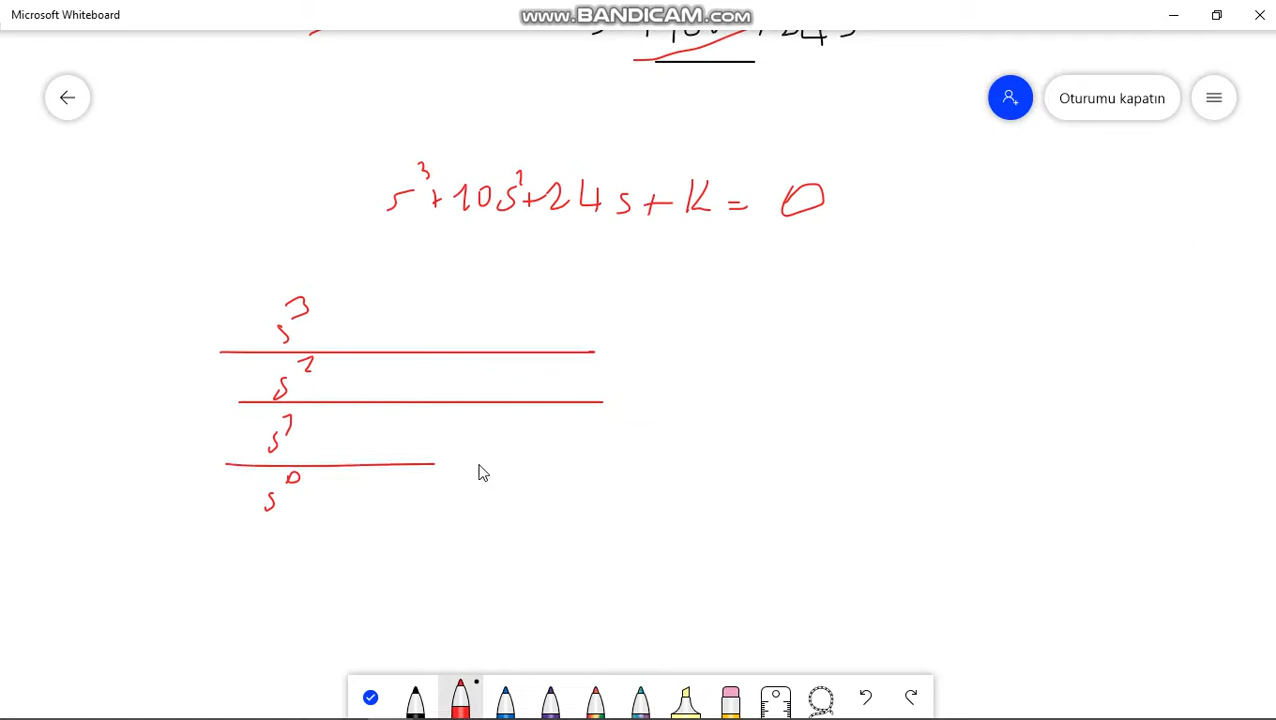 Microsoft Whiteboard
www.BANDICAM.com
Oturumu kapatın
s³+10s²+24s+K=0
s³
s²
s¹
s⁰